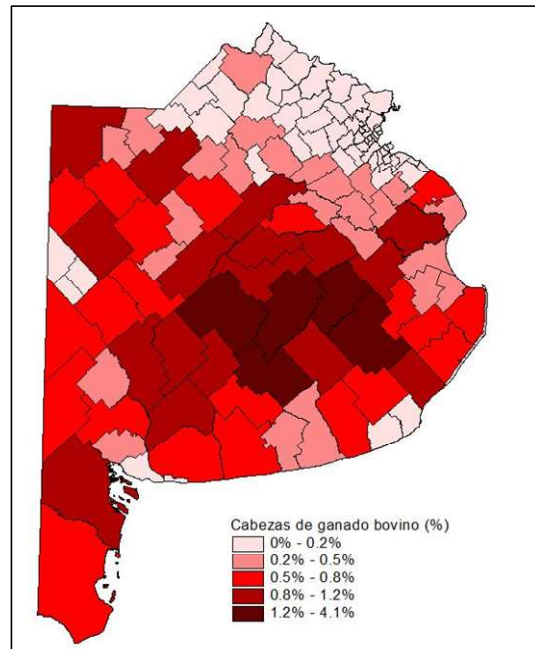 Cabezas de ganado bovino (%)
0% - 0.2%
0.2% - 0.5%
0.5% - 0.8%
0.8% - 1.2%
1.2% - 4.1%